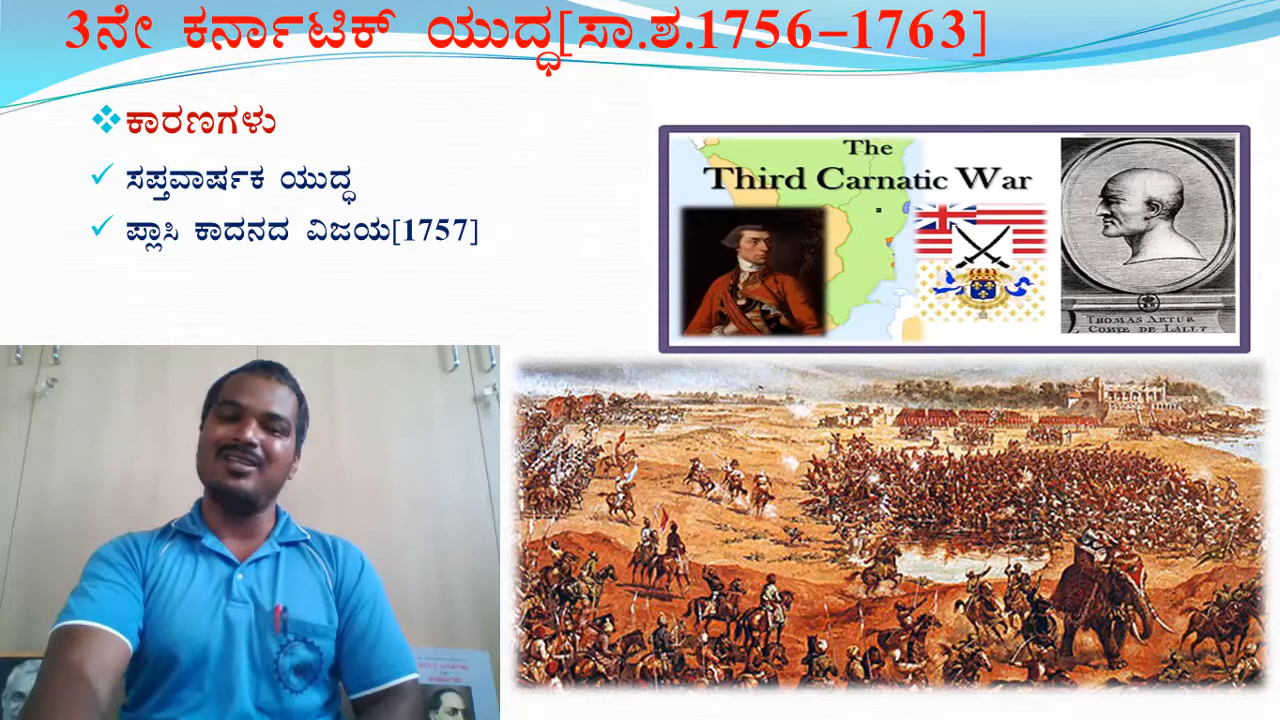 3ನೇ ಕರ್ನಾಟಿಕ್ ಯುದ್ಧ[ಸಾ.ಶ.1756-1763]
ಕಾರಣಗಳು
ಸಪ್ತವಾರ್ಷಕ ಯುದ್ಧ
ಪ್ಲಾಸಿ ಕಾದನದ ವಿಜಯ[1757]
The
Third Carnatic War
THOMAS ARTUR
COMTE DE LALLY